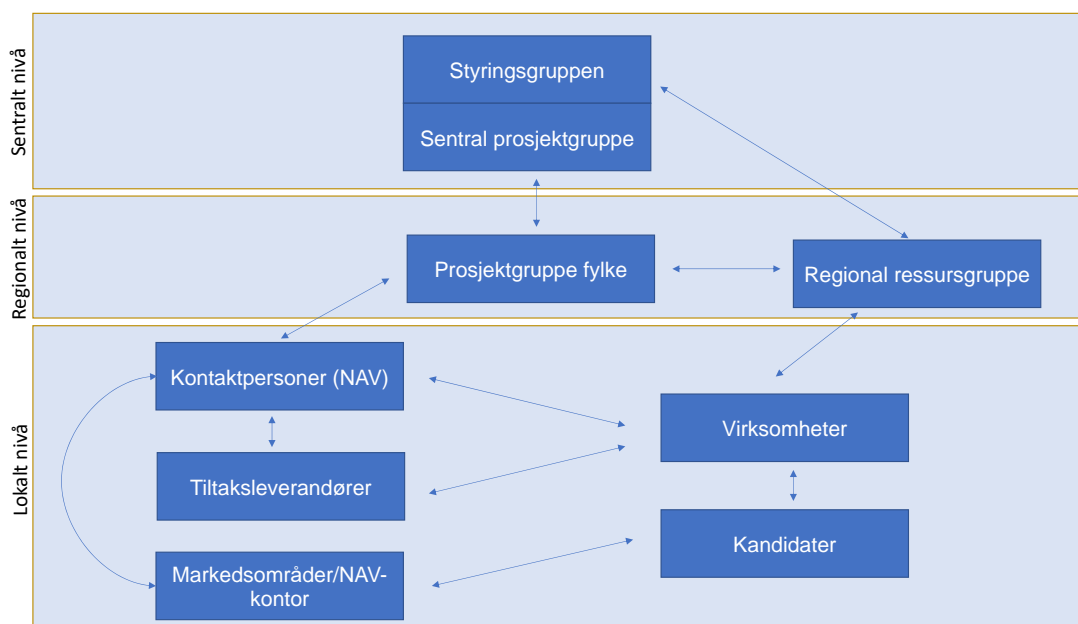 Sentralt nivå
Styringsgruppen
Sentral prosjektgruppe
Regionalt nivå
Prosjektgruppe fylke
Regional ressursgruppe
Lokalt nivå
Kontaktpersoner (NAV)
Tiltaksleverandører
Markedsområder/NAV-
kontor
Virksomheter
Kandidater